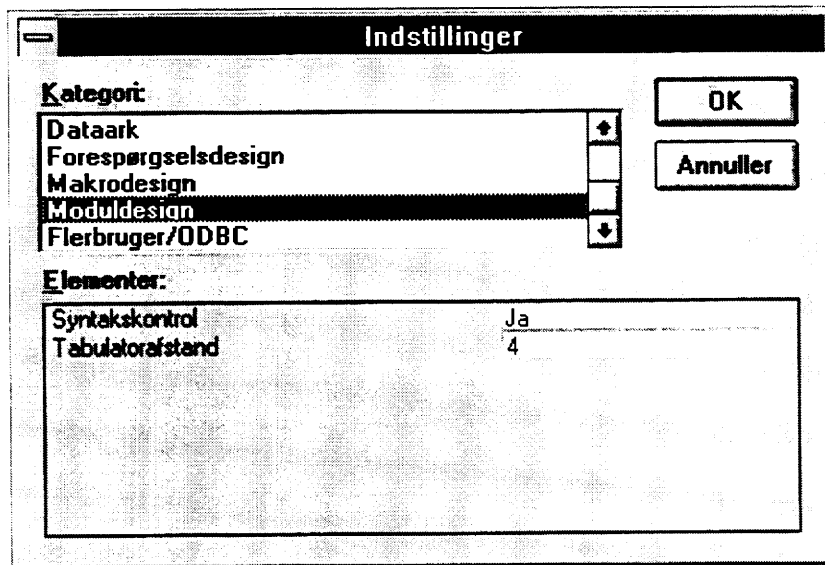 Indstillinger
Kategori:
OK
Dataark
Forespørgselsdesign
Annuller
Makrodesign
Moduldesign
Flerbruger/ODBC
Elementer:
Syntakskontrol Ja
Tabulatorafstand 4